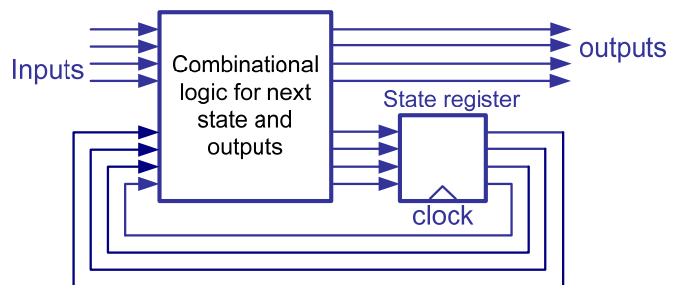 Inputs
Combinational
logic for next
state and
outputs
outputs
State register
clock